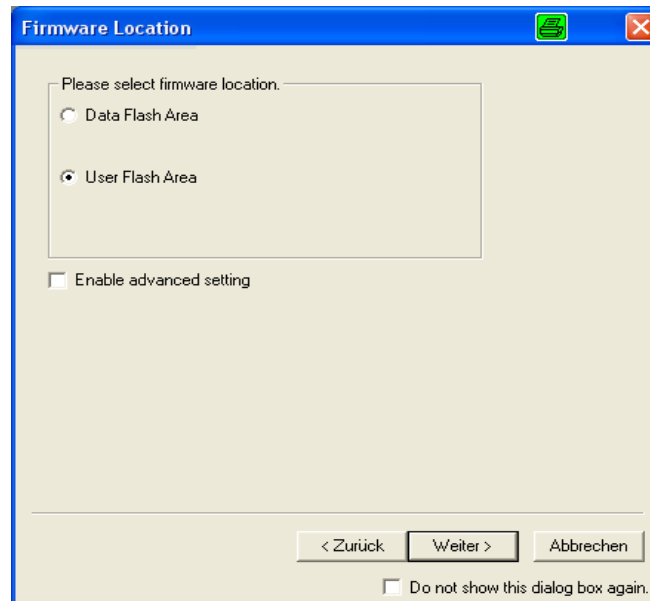 Firmware Location
Please select firmware location.
Data Flash Area
User Flash Area
Enable advanced setting
< Zurück
Weiter >
Abbrechen
Do not show this dialog box again.